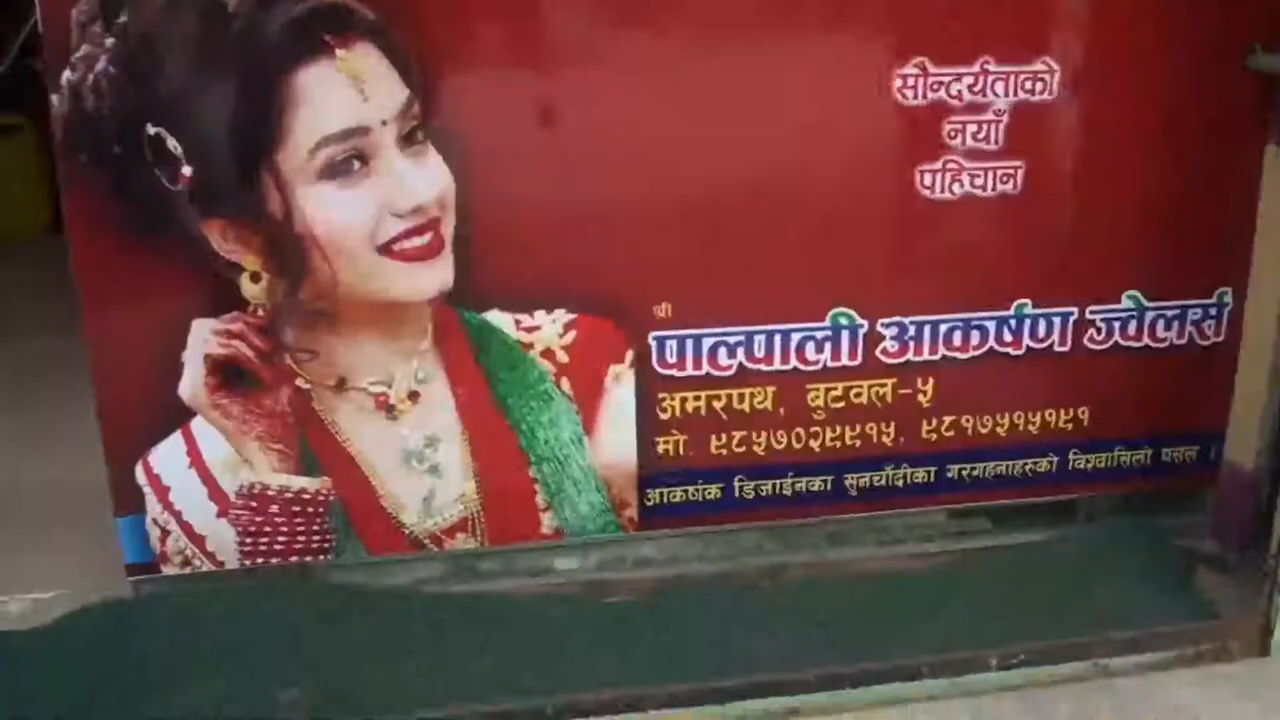 सौन्दर्यताको
नयाँ
पहिचान
श्री
पाल्पाली आकर्षण ज्वेलर्स
अमरपथ, बुटवल-५
मो. ९८५७०२९९१५, ९८१७५१५१९१
आकर्षक डिजाईनका सुनचाँदीका गरगहनाहरुको विश्वासिलो पसल ।